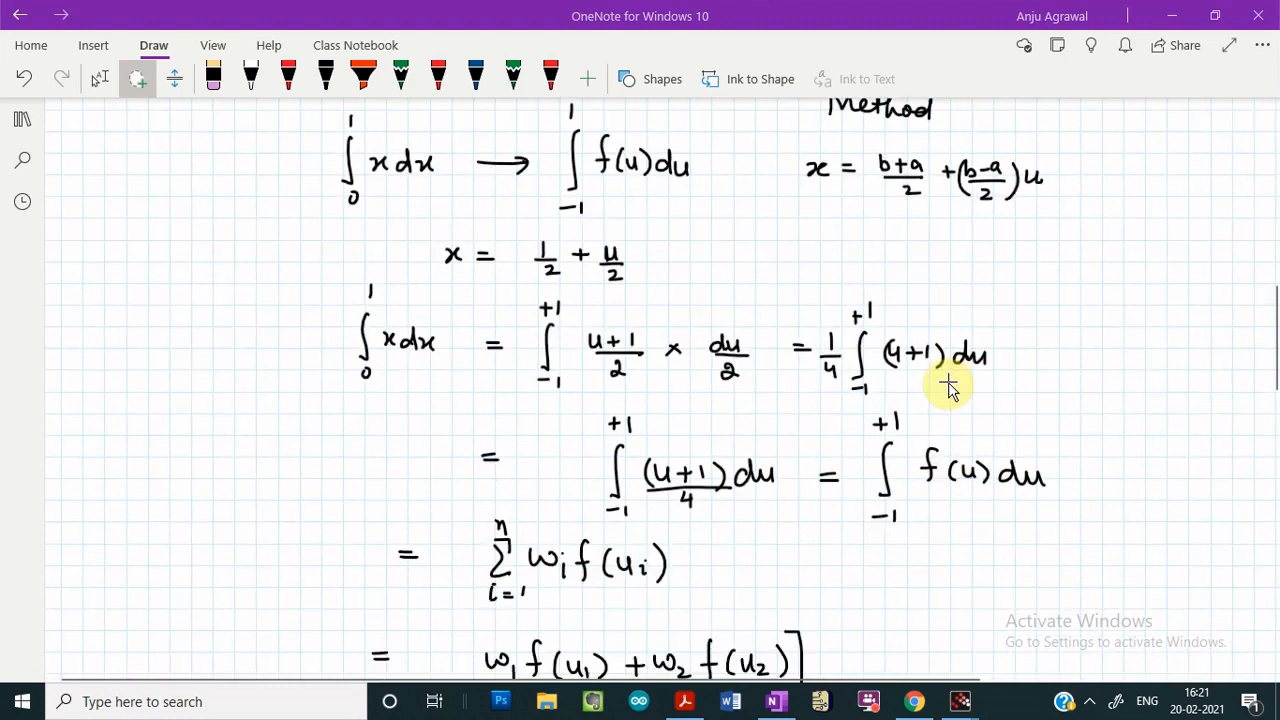 OneNote for Windows 10
Anju Agrawal
Home Insert Draw View Help Class Notebook Share
Shapes Ink to Shape Ink to Text
Method
∫₀¹ x dx ⟶ ∫₋₁¹ f(u)du x = (b+a)/2 + ((b-a)/2) u
x = 1/2 + u/2
∫₀¹ x dx = ∫₋₁⁺¹ (u+1)/2 × du/2 = 1/4 ∫₋₁⁺¹ (u+1) du
= ∫₋₁⁺¹ (u+1)/4 du = ∫₋₁⁺¹ f(u) du
= Σᵢ₌₁ⁿ wᵢ f(uᵢ)
= w₁ f(u₁) + w₂ f(u₂)]
Activate Windows
Go to Settings to activate Windows.
Type here to search
ENG
16:21
20-02-2021